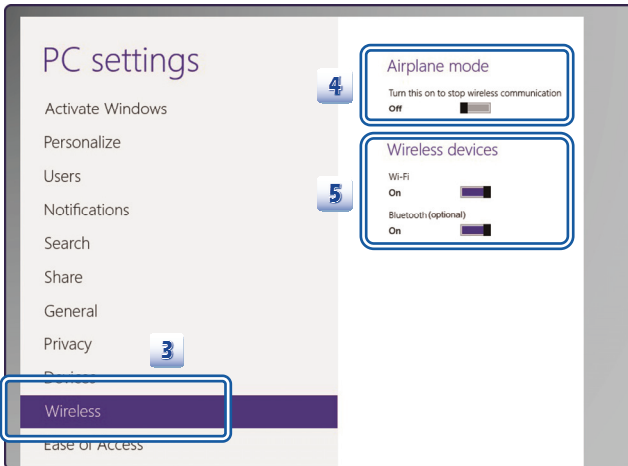 PC settings
Activate Windows
Personalize
Users
Notifications
Search
Share
General
Privacy
3
Devices
Wireless
Ease of Access
4
Airplane mode
Turn this on to stop wireless communication
Off
5
Wireless devices
Wi-Fi
On
Bluetooth (optional)
On